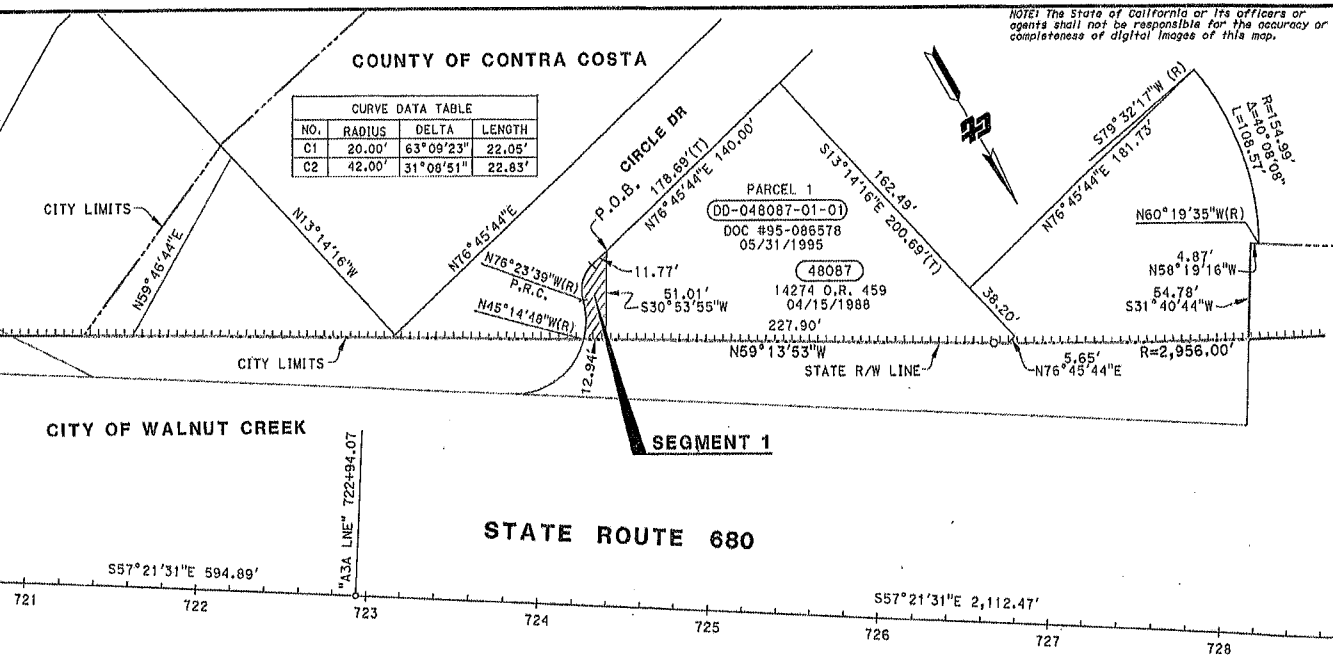 NOTE: The State of California or its officers or
agents shall not be responsible for the accuracy or
completeness of digital images of this map.
COUNTY OF CONTRA COSTA
CURVE DATA TABLE
NO. RADIUS DELTA LENGTH
C1 20.00' 63°09'23" 22.05'
C2 42.00' 31°08'51" 22.83'
CITY LIMITS
N59°46'44"E
N13°14'16"W
N76°45'44"E
CIRCLE DR
P.O.B.
178.69'(T)
N76°45'44"E 140.00'
N76°23'39"W(R)
P.R.C.
N45°14'48"W(R)
11.77'
51.01'
S30°53'55"W
12.94'
PARCEL 1
DD-048087-01-01
DOC #95-086578
05/31/1995
48087
14274 O.R. 459
04/15/1988
162.49'
S13°14'16"E 200.69'(T)
38.20'
S79°32'17"W (R)
N76°45'44"E 181.73'
R=154.99'
Δ=40°08'08"
L=108.57'
N60°19'35"W(R)
4.87'
N58°19'16"W
54.78'
S31°40'44"W
227.90'
N59°13'53"W
STATE R/W LINE
5.65'
N76°45'44"E
R=2,956.00'
CITY LIMITS
CITY OF WALNUT CREEK
SEGMENT 1
"A3A LNE" 722+94.07
STATE ROUTE 680
S57°21'31"E 594.89'
S57°21'31"E 2,112.47'
721 722 723 724 725 726 727 728